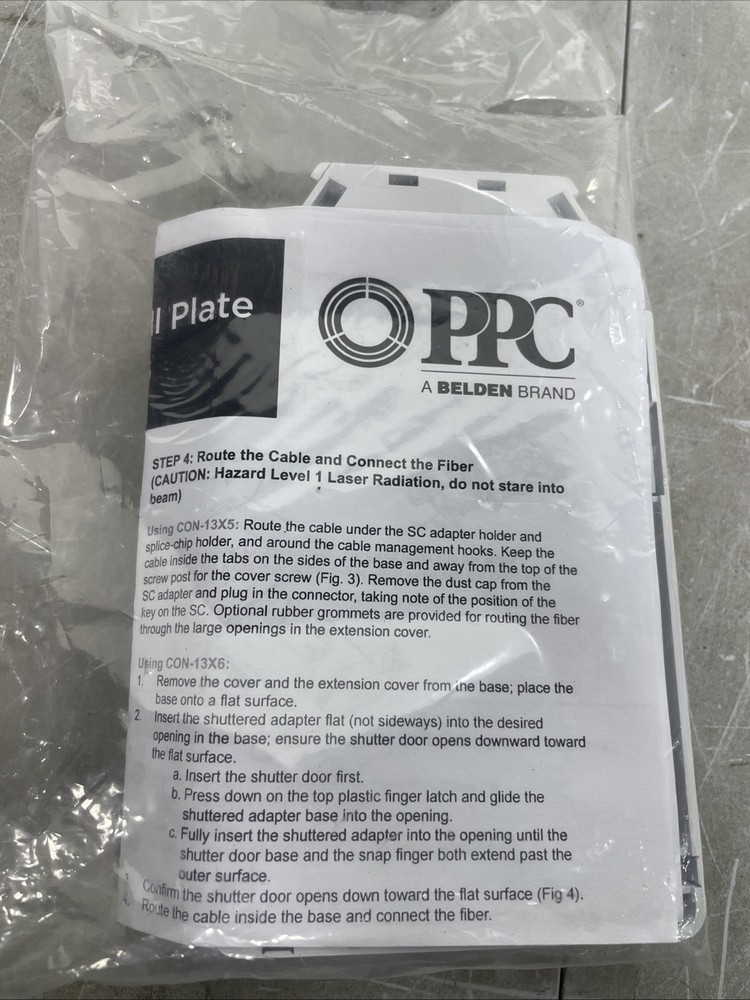 l Plate
PPC®
A BELDEN BRAND
STEP 4: Route the Cable and Connect the Fiber
(CAUTION: Hazard Level 1 Laser Radiation, do not stare into
beam)
Using CON-13X5: Route the cable under the SC adapter holder and
splice-chip holder, and around the cable management hooks. Keep the
cable inside the tabs on the sides of the base and away from the top of the
screw post for the cover screw (Fig. 3). Remove the dust cap from the
SC adapter and plug in the connector, taking note of the position of the
key on the SC. Optional rubber grommets are provided for routing the fiber
through the large openings in the extension cover.
Using CON-13X6:
1. Remove the cover and the extension cover from the base; place the
base onto a flat surface.
2. Insert the shuttered adapter flat (not sideways) into the desired
opening in the base; ensure the shutter door opens downward toward
the flat surface.
a. Insert the shutter door first.
b. Press down on the top plastic finger latch and glide the
shuttered adapter base into the opening.
c. Fully insert the shuttered adapter into the opening until the
shutter door base and the snap finger both extend past the
outer surface.
3. Confirm the shutter door opens down toward the flat surface (Fig 4).
4. Route the cable inside the base and connect the fiber.